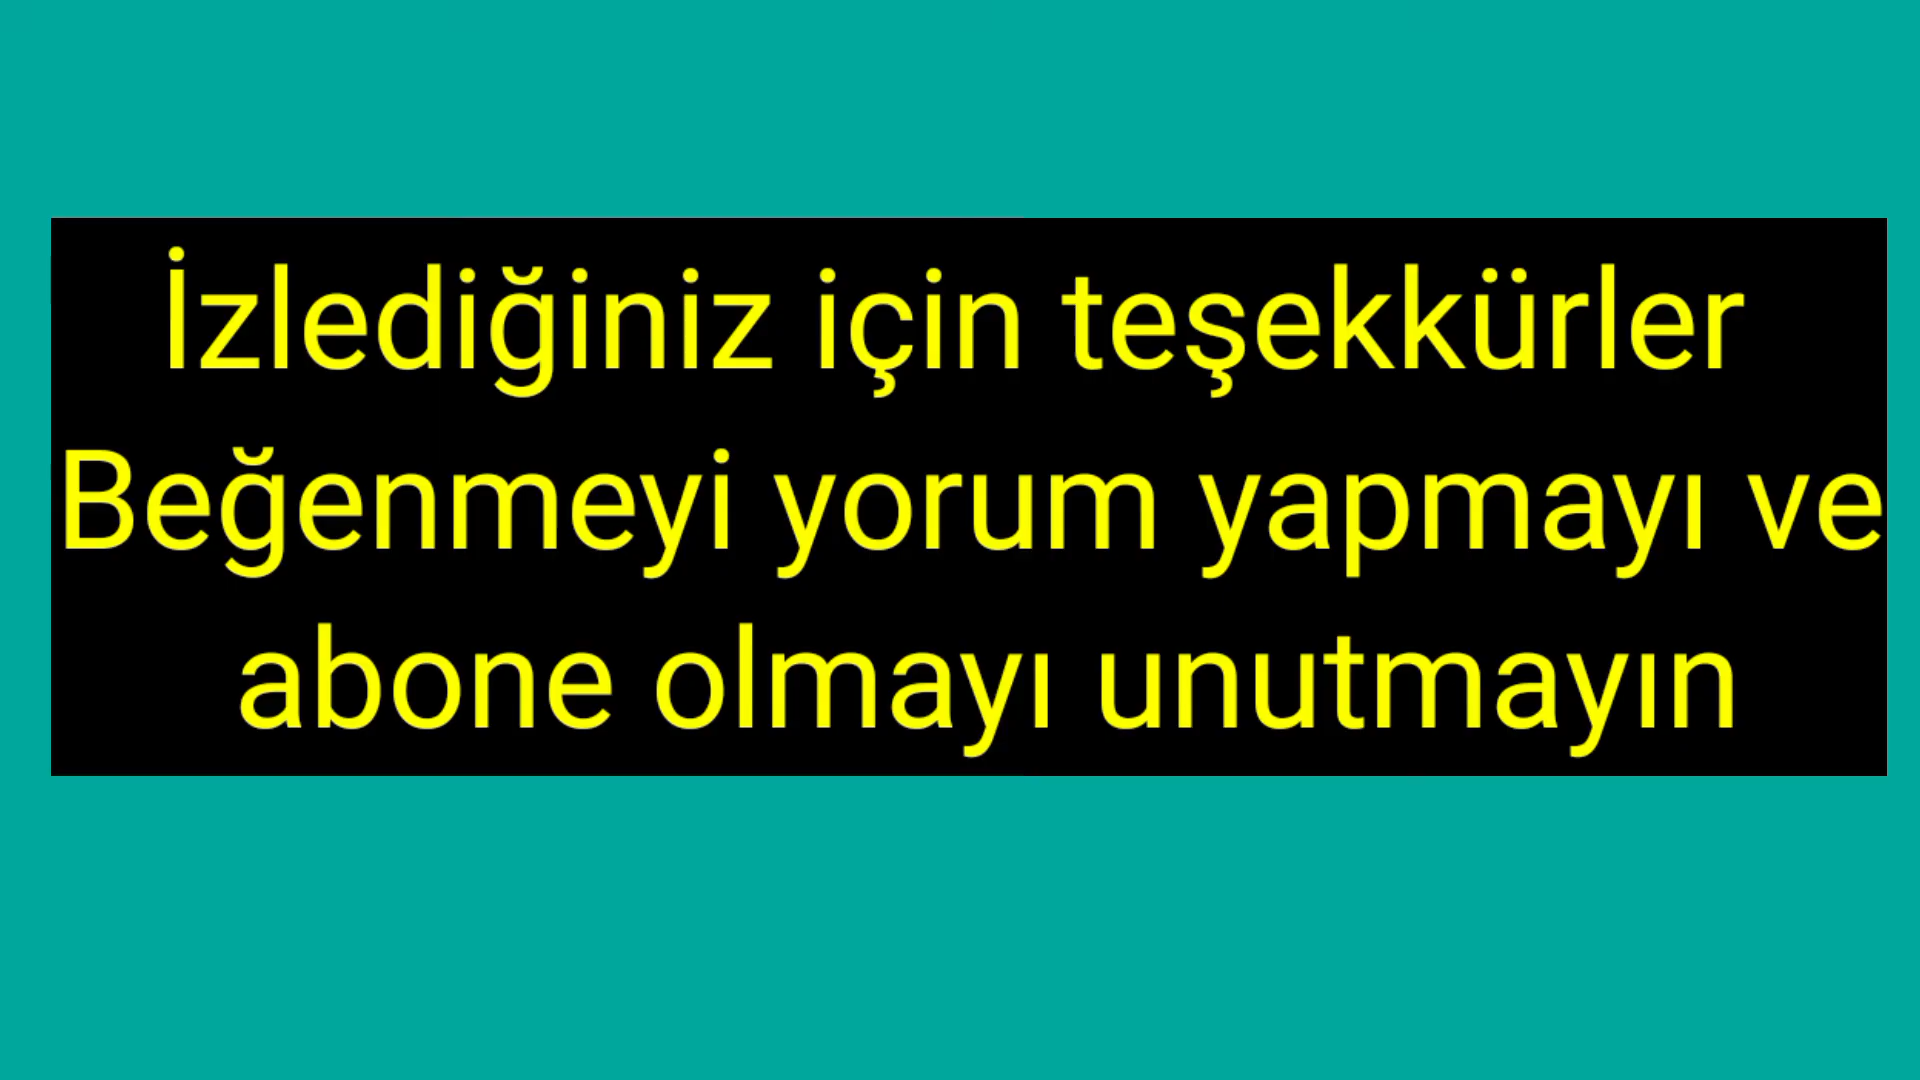 İzlediğiniz için teşekkürler
Beğenmeyi yorum yapmayı ve
abone olmayı unutmayın